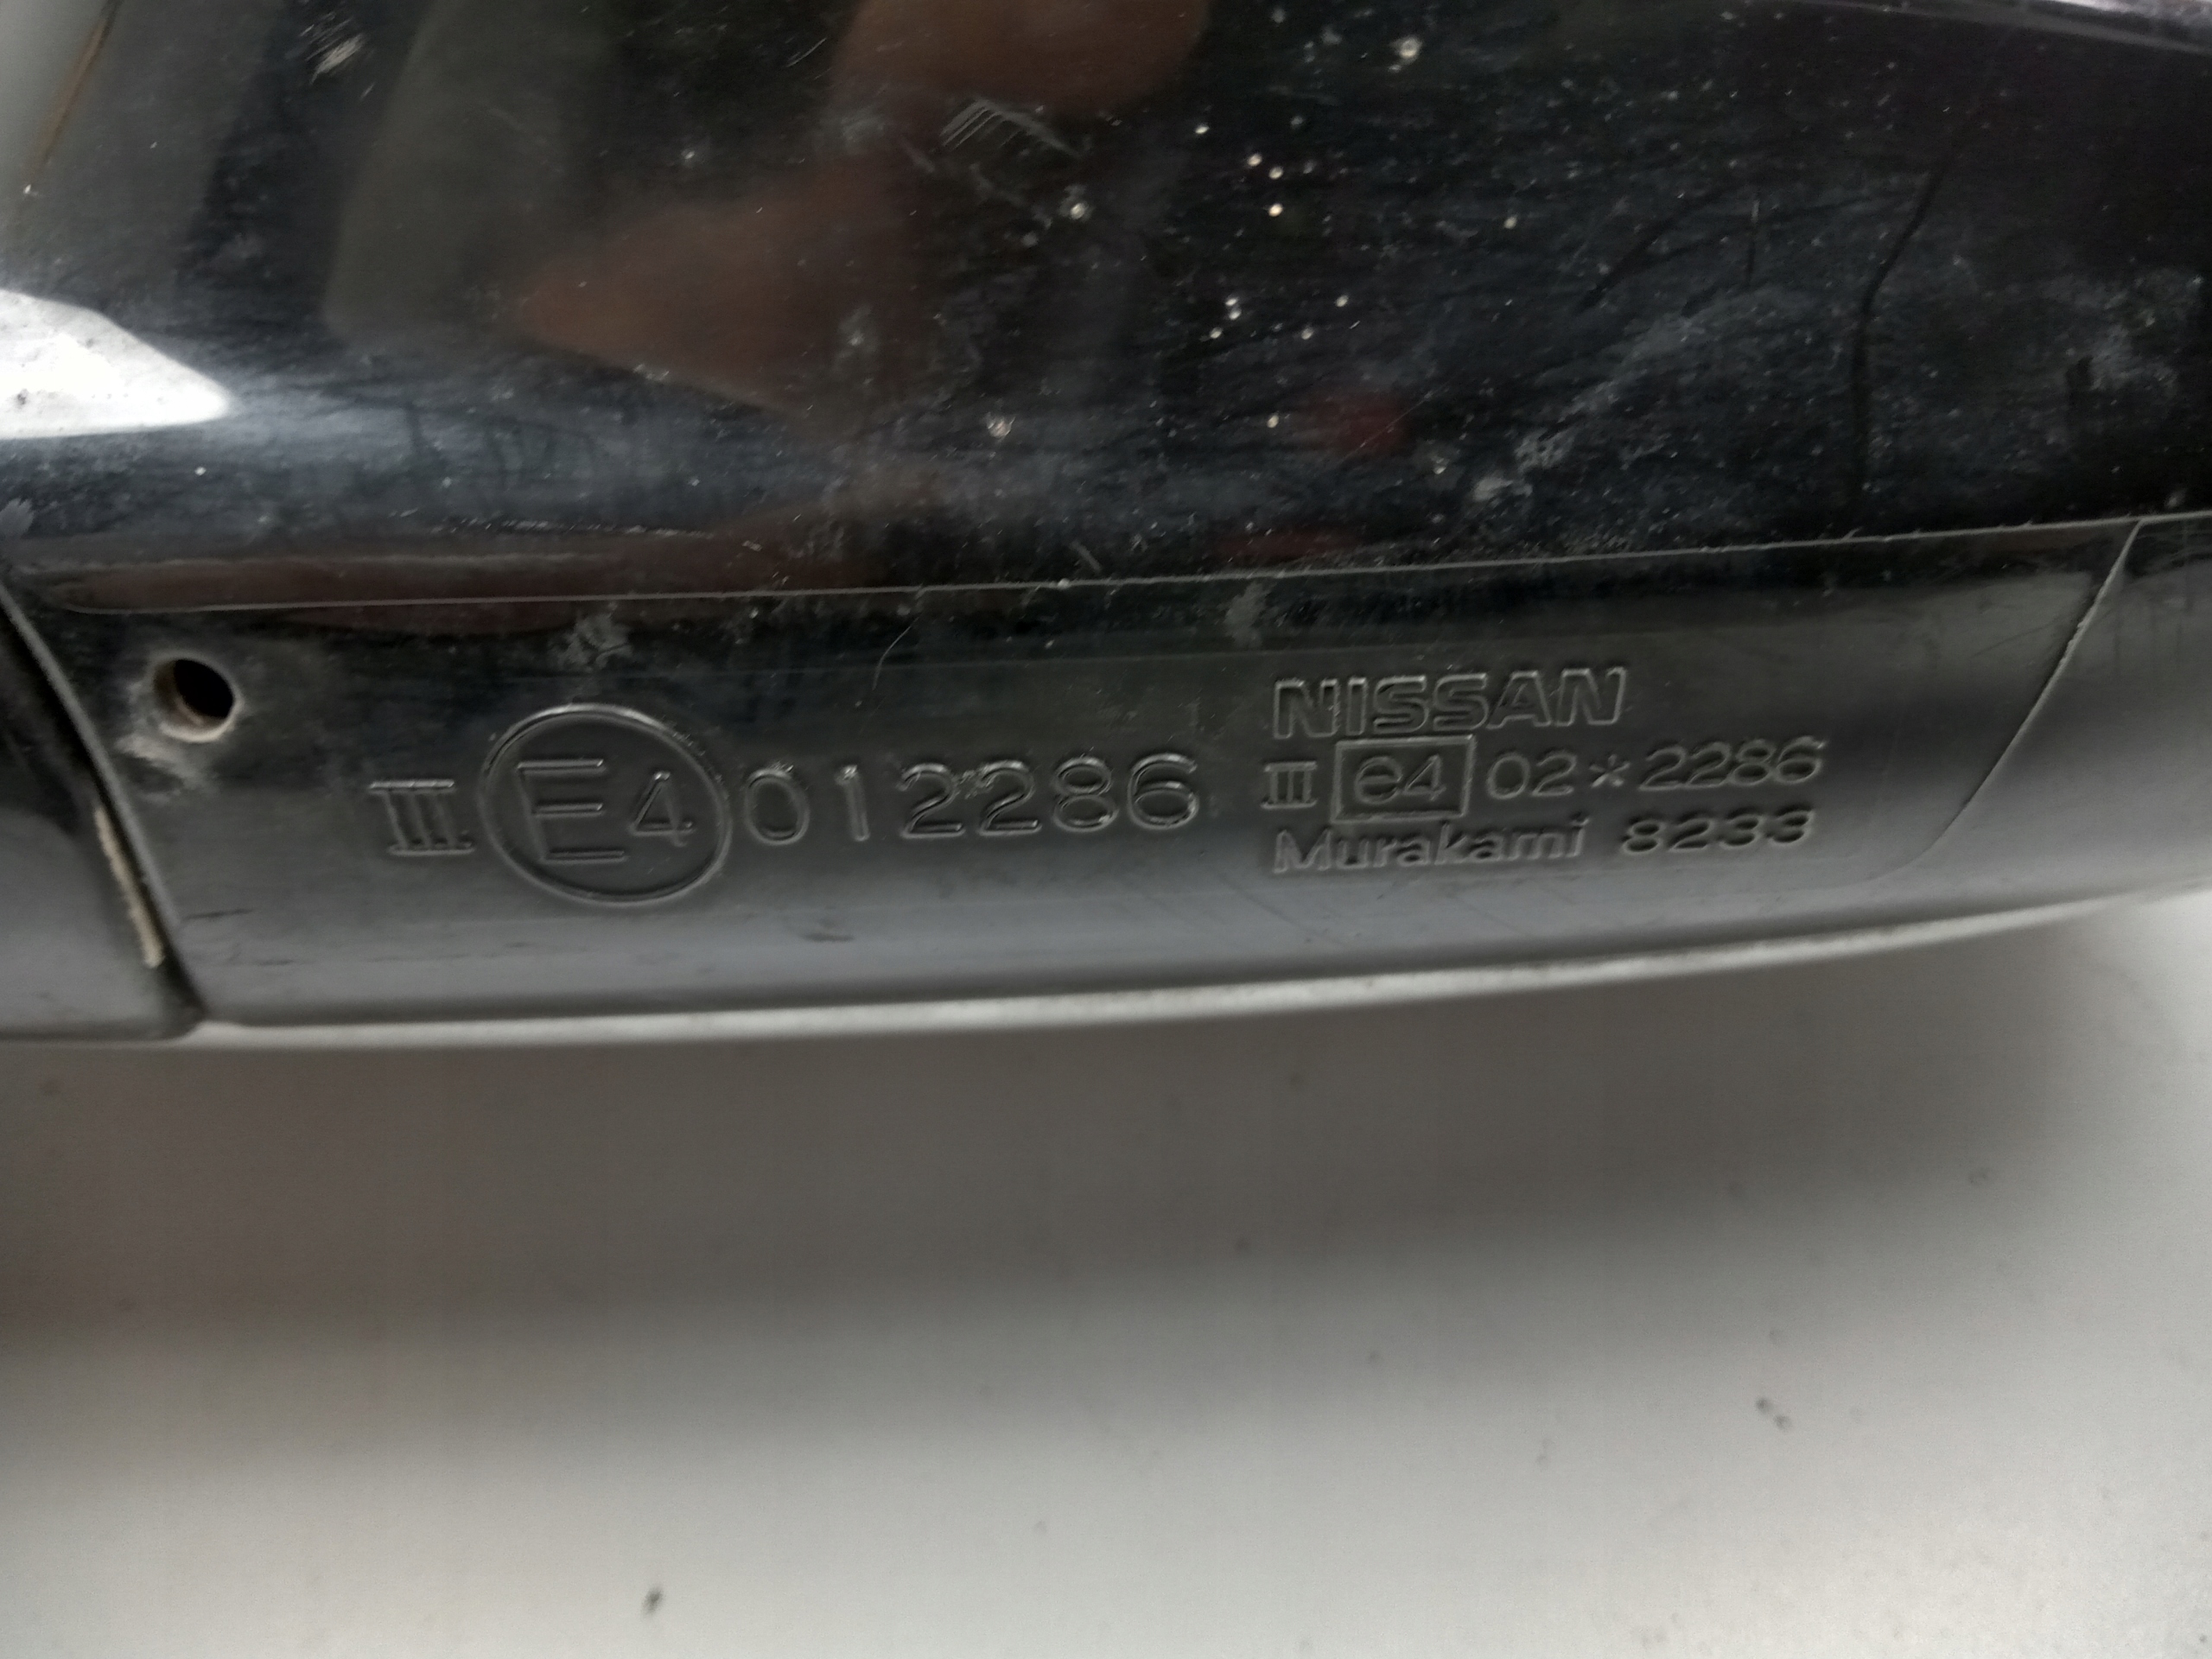 III E4 012286
NISSAN
III e4 02*2286
Murakami 8233